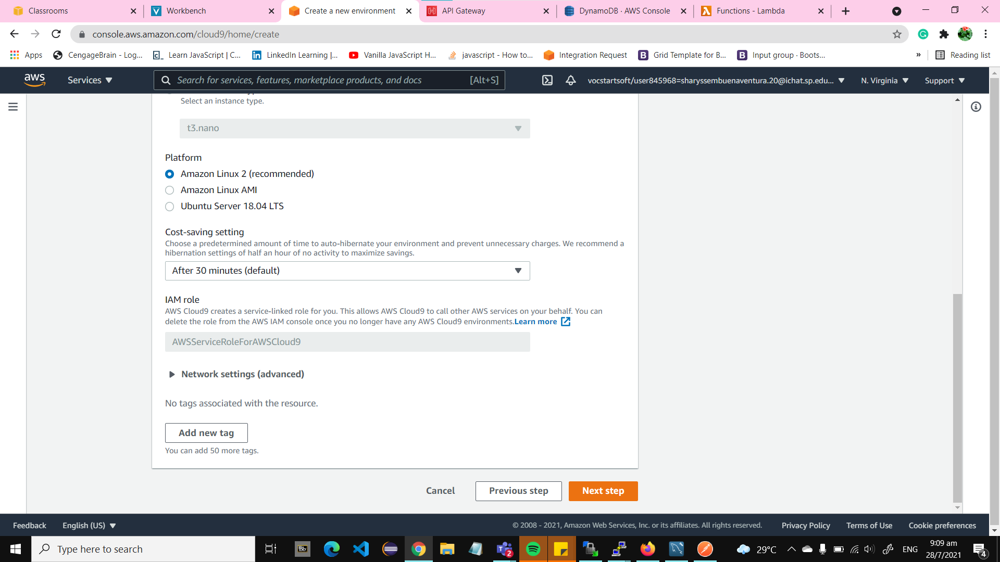 Classrooms
Workbench
Create a new environment
API Gateway
DynamoDB · AWS Console
Functions - Lambda
console.aws.amazon.com/cloud9/home/create
Apps
CengageBrain - Log...
Learn JavaScript | C...
LinkedIn Learning |...
Vanilla JavaScript H...
javascript - How to...
Integration Request
Grid Template for B...
Input group · Boots...
»
Reading list
aws
Services
Search for services, features, marketplace products, and docs
[Alt+S]
vocstartsoft/user845968=sharyssembuenaventura.20@ichat.sp.edu...
N. Virginia
Support
Select an instance type.
t3.nano
Platform
Amazon Linux 2 (recommended)
Amazon Linux AMI
Ubuntu Server 18.04 LTS
Cost-saving setting
Choose a predetermined amount of time to auto-hibernate your environment and prevent unnecessary charges. We recommend a
hibernation settings of half an hour of no activity to maximize savings.
After 30 minutes (default)
IAM role
AWS Cloud9 creates a service-linked role for you. This allows AWS Cloud9 to call other AWS services on your behalf. You can
delete the role from the AWS IAM console once you no longer have any AWS Cloud9 environments.Learn more
AWSServiceRoleForAWSCloud9
Network settings (advanced)
No tags associated with the resource.
Add new tag
You can add 50 more tags.
Cancel
Previous step
Next step
Feedback
English (US)
© 2008 - 2021, Amazon Web Services, Inc. or its affiliates. All rights reserved.
Privacy Policy
Terms of Use
Cookie preferences
Type here to search
Bb
2
29°C
ENG
9:09 am
28/7/2021
4